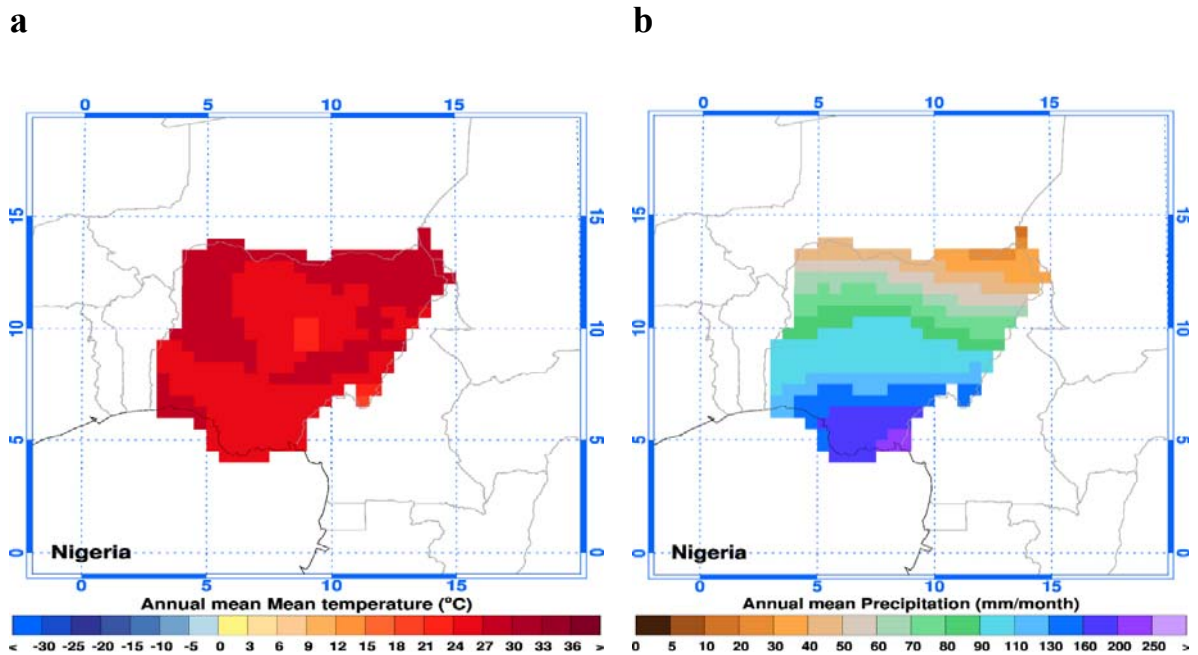 a
b
0 5 10 15
0 5 10 15
15 15
15 15
10 10
10 10
5 5
5 5
0 0
0 0
Nigeria
Nigeria
0 5 10 15
0 5 10 15
Annual mean Mean temperature (ºC)
Annual mean Precipitation (mm/month)
< -30 -25 -20 -15 -10 -5 0 3 6 9 12 15 18 21 24 27 30 33 36 >
0 5 10 20 30 40 50 60 70 80 90 110 130 160 200 250 >